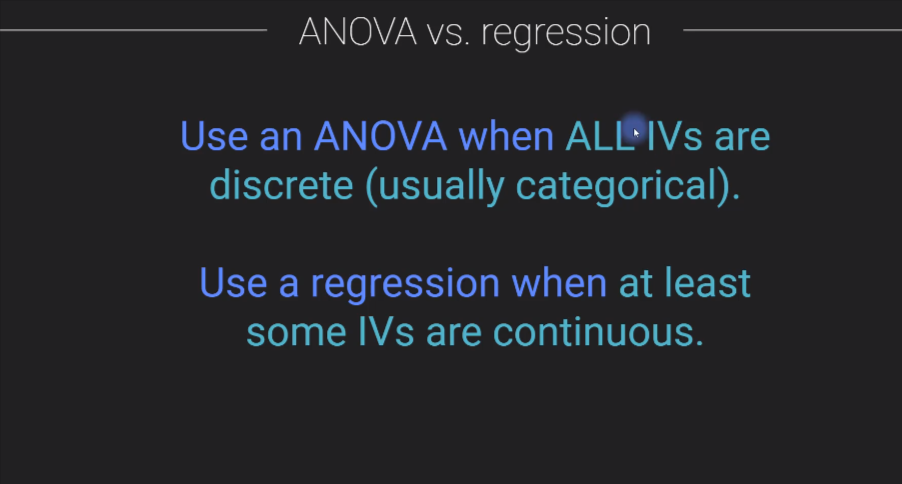 ANOVA vs. regression
Use an ANOVA when ALL IVs are
discrete (usually categorical).
Use a regression when at least
some IVs are continuous.